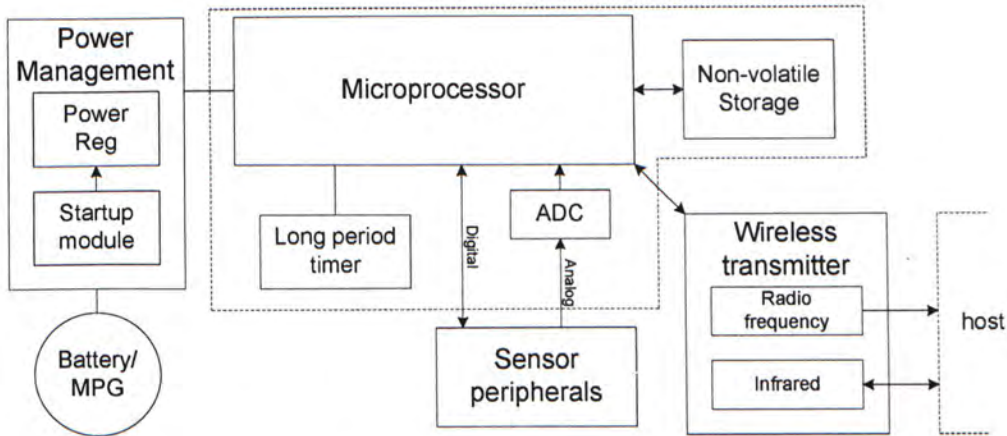 Power
Management
Power
Reg
Startup
module
Battery/
MPG
Microprocessor
Non-volatile
Storage
Long period
timer
Digital
ADC
Analog
Sensor
peripherals
Wireless
transmitter
Radio
frequency
Infrared
host